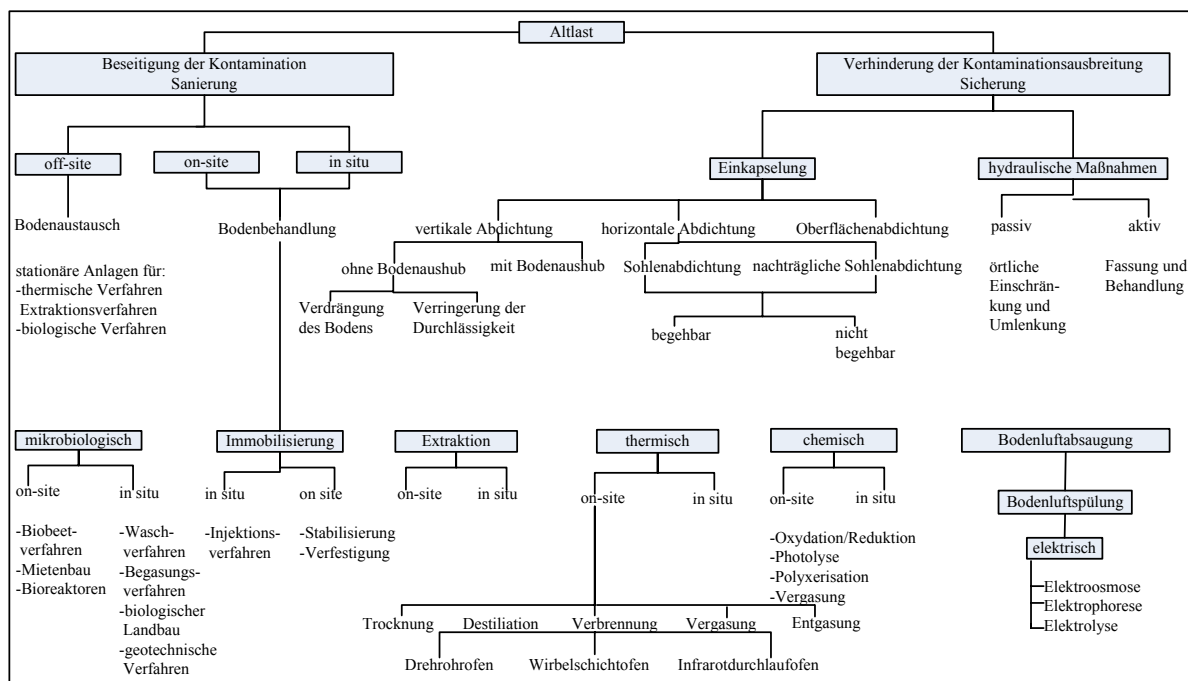 Altlast
Beseitigung der Kontamination
Sanierung
Verhinderung der Kontaminationsausbreitung
Sicherung
off-site
on-site
in situ
Einkapselung
hydraulische Maßnahmen
Bodenaustausch
Bodenbehandlung
vertikale Abdichtung
horizontale Abdichtung
Oberflächenabdichtung
passiv
aktiv
stationäre Anlagen für:
-thermische Verfahren
Extraktionsverfahren
-biologische Verfahren
ohne Bodenaushub
mit Bodenaushub
Sohlenabdichtung
nachträgliche Sohlenabdichtung
örtliche
Einschrän-
kung und
Umlenkung
Fassung und
Behandlung
Verdrängung
des Bodens
Verringerung der
Durchlässigkeit
begehbar
nicht
begehbar
mikrobiologisch
Immobilisierung
Extraktion
thermisch
chemisch
Bodenluftabsaugung
on-site
in situ
in situ
on site
on-site
in situ
on-site
in situ
on-site
in situ
Bodenluftspülung
elektrisch
-Biobeet-
verfahren
-Mietenbau
-Bioreaktoren
-Wasch-
verfahren
-Begasungs-
verfahren
-biologischer
Landbau
-geotechnische
Verfahren
-Injektions-
verfahren
-Stabilisierung
-Verfestigung
-Oxydation/Reduktion
-Photolyse
-Polyxerisation
-Vergasung
Elektroosmose
Elektrophorese
Elektrolyse
Trocknung
Destiliation
Verbrennung
Vergasung
Entgasung
Drehrohrofen
Wirbelschichtofen
Infrarotdurchlaufofen